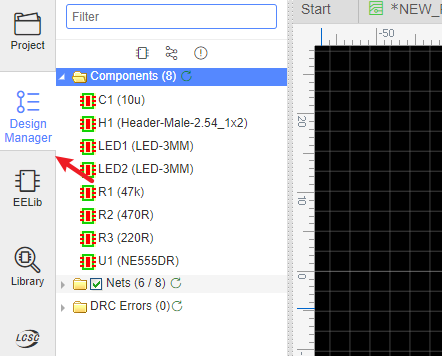 Project
Design
Manager
EELib
Library
LCSC
Filter
Components (8)
C1 (10u)
H1 (Header-Male-2.54_1x2)
LED1 (LED-3MM)
LED2 (LED-3MM)
R1 (47k)
R2 (470R)
R3 (220R)
U1 (NE555DR)
Nets (6 / 8)
DRC Errors (0)
Start
*NEW_
-50
20
10
0